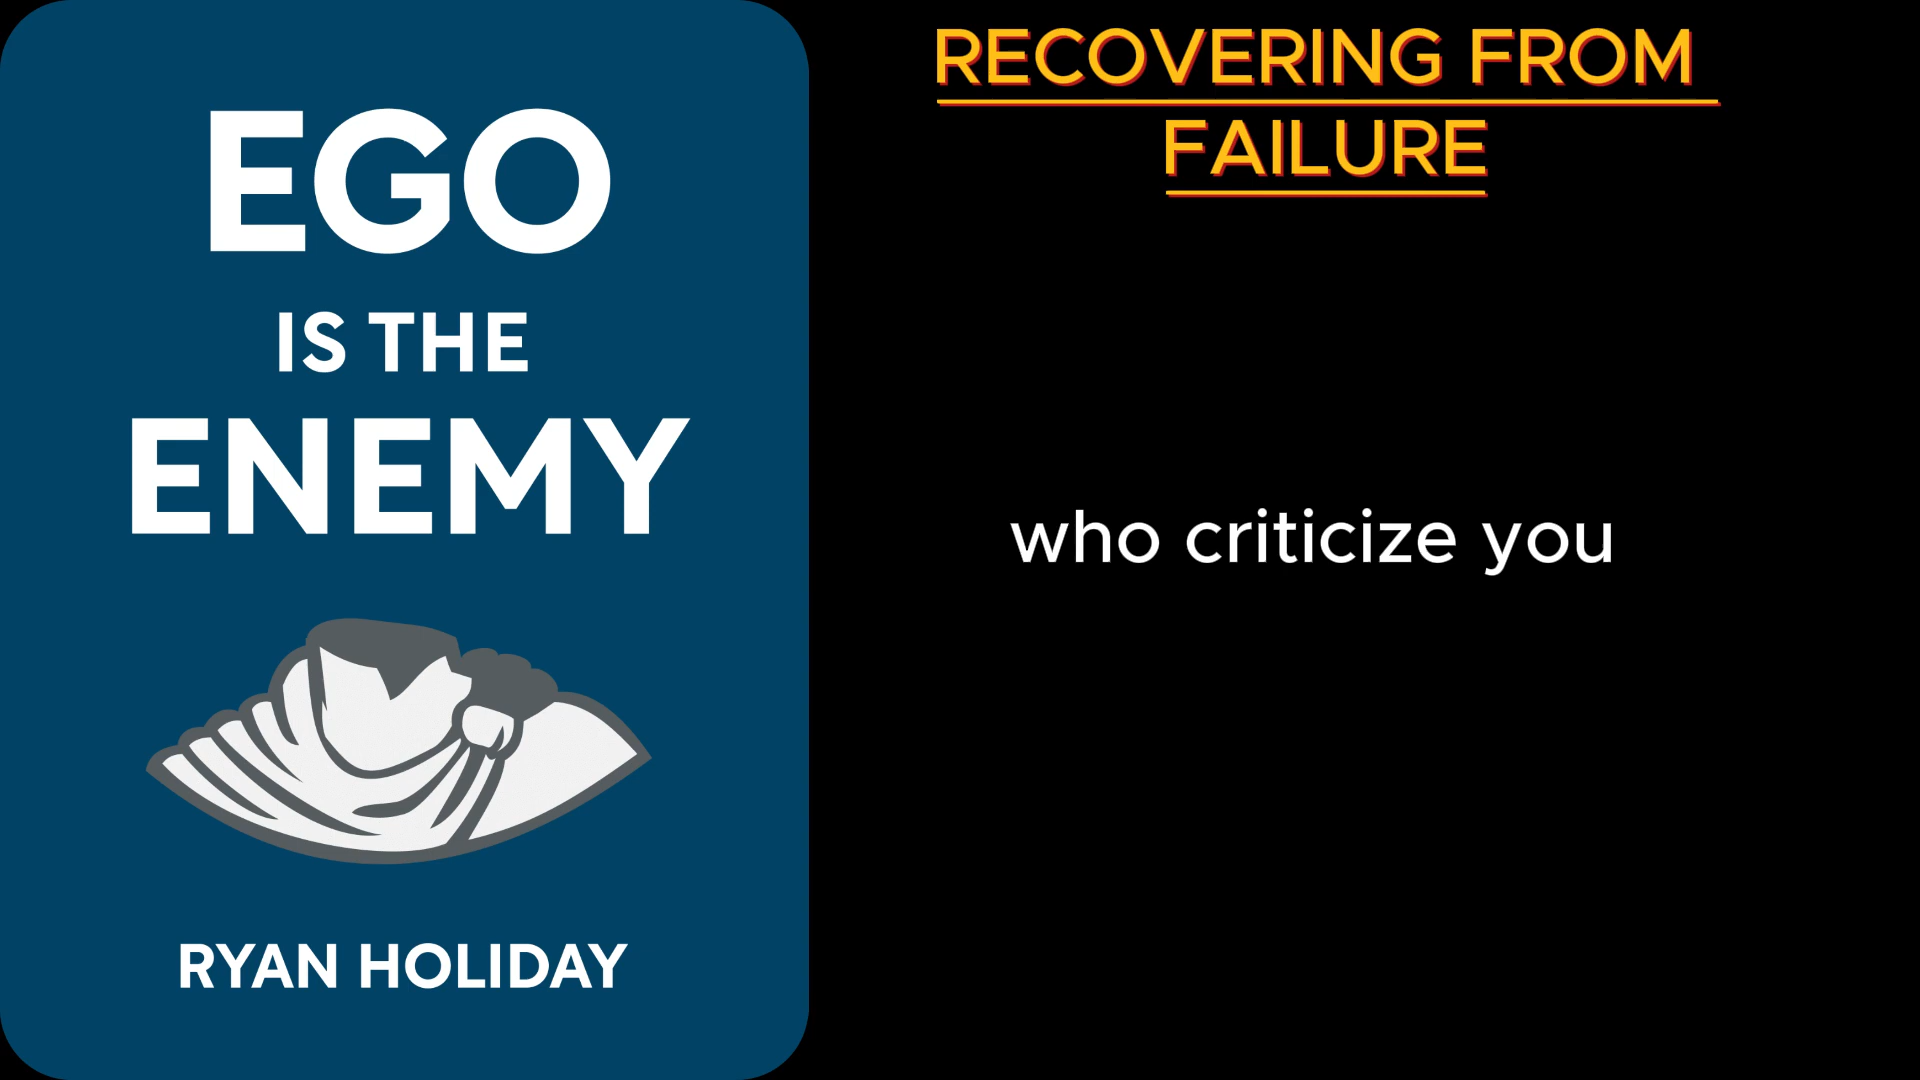 EGO
IS THE
ENEMY
RYAN HOLIDAY
RECOVERING FROM
FAILURE
who criticize you